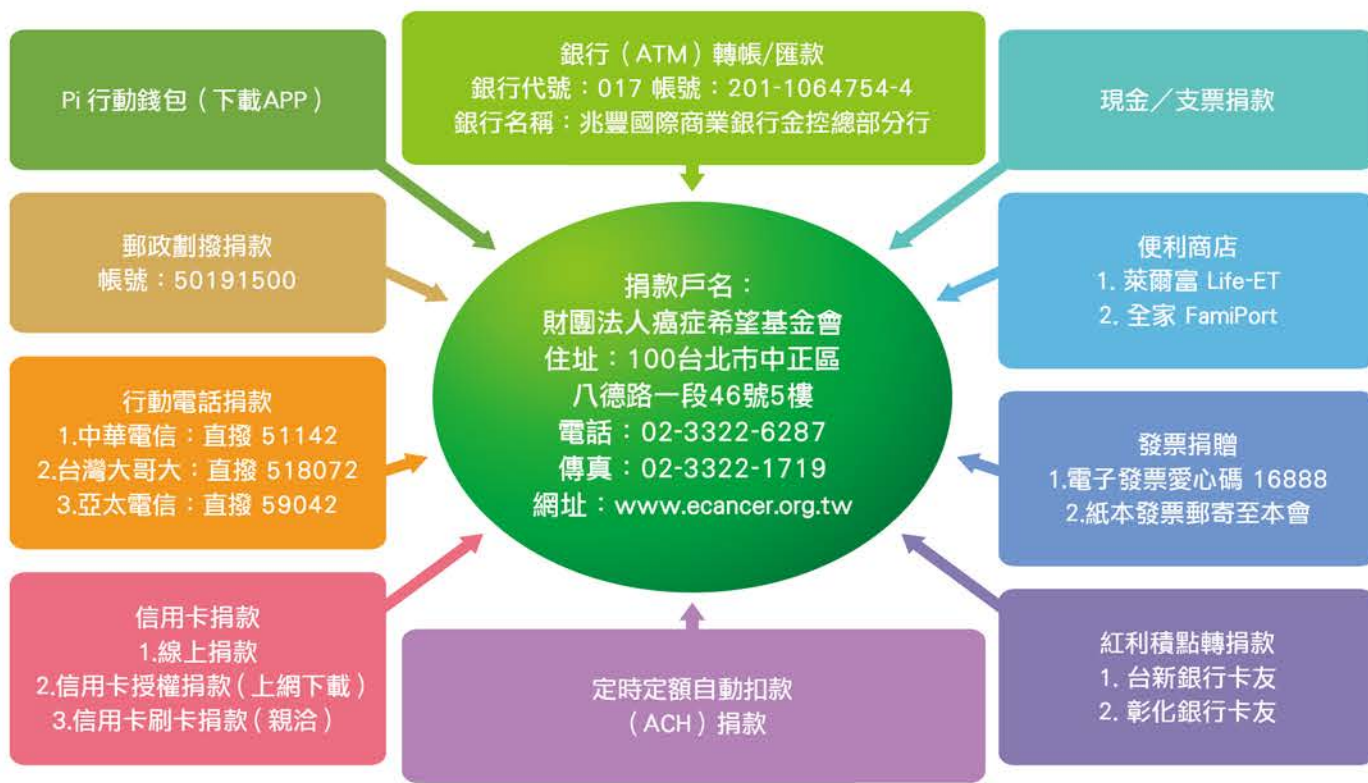 Pi 行動錢包（下載APP）
銀行（ATM）轉帳/匯款
銀行代號：017 帳號：201-1064754-4
銀行名稱：兆豐國際商業銀行金控總部分行
現金／支票捐款
郵政劃撥捐款
帳號：50191500
便利商店
1. 萊爾富 Life-ET
2. 全家 FamiPort
捐款戶名：
財團法人癌症希望基金會
住址：100台北市中正區
八德路一段46號5樓
電話：02-3322-6287
傳真：02-3322-1719
網址：www.ecancer.org.tw
行動電話捐款
1.中華電信：直撥 51142
2.台灣大哥大：直撥 518072
3.亞太電信：直撥 59042
發票捐贈
1.電子發票愛心碼 16888
2.紙本發票郵寄至本會
信用卡捐款
1.線上捐款
2.信用卡授權捐款（上網下載）
3.信用卡刷卡捐款（親洽）
定時定額自動扣款
（ACH）捐款
紅利積點轉捐款
1. 台新銀行卡友
2. 彰化銀行卡友